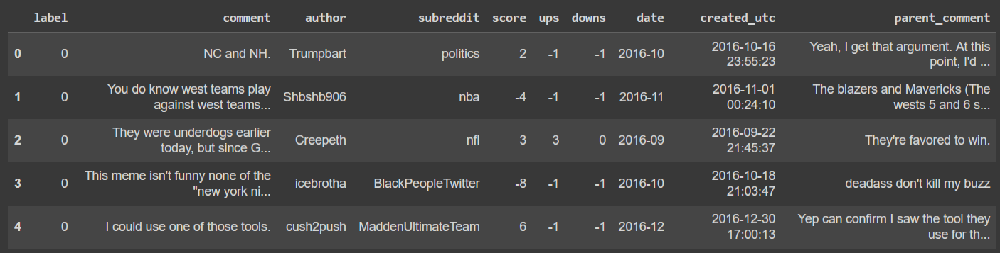 label comment author subreddit score ups downs date created_utc parent_comment
0 0 NC and NH. Trumpbart politics 2 -1 -1 2016-10 2016-10-16 23:55:23 Yeah, I get that argument. At this point, I'd ...
1 0 You do know west teams play against west teams... Shbshb906 nba -4 -1 -1 2016-11 2016-11-01 00:24:10 The blazers and Mavericks (The wests 5 and 6 s...
2 0 They were underdogs earlier today, but since G... Creepeth nfl 3 3 0 2016-09 2016-09-22 21:45:37 They're favored to win.
3 0 This meme isn't funny none of the "new york ni... icebrotha BlackPeopleTwitter -8 -1 -1 2016-10 2016-10-18 21:03:47 deadass don't kill my buzz
4 0 I could use one of those tools. cush2push MaddenUltimateTeam 6 -1 -1 2016-12 2016-12-30 17:00:13 Yep can confirm I saw the tool they use for th...